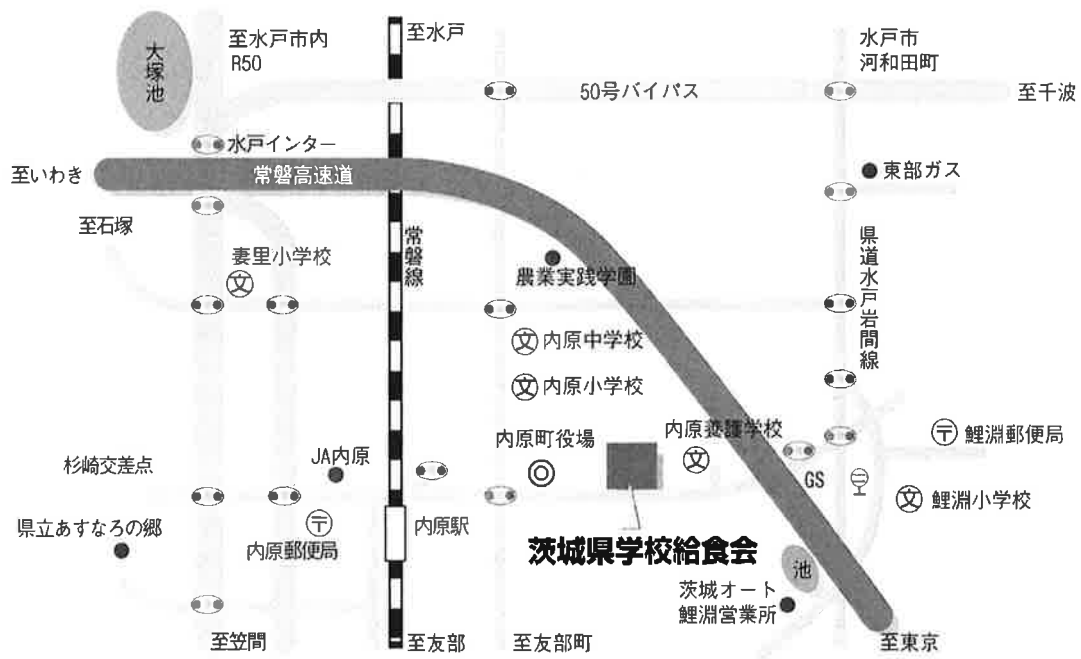 大塚池
至水戸市内
R50
至水戸
水戸市
河和田町
50号バイパス
至千波
水戸インター
至いわき
常磐高速道
東部ガス
至石塚
常磐線
県道水戸岩間線
妻里小学校
文
農業実践学園
文 内原中学校
文 内原小学校
内原町役場
内原養護学校
文
〒 鯉淵郵便局
杉崎交差点
JA内原
GS
文 鯉淵小学校
県立あすなろの郷
〒
内原郵便局
内原駅
茨城県学校給食会
池
茨城オート
鯉淵営業所
至笠間
至友部
至友部町
至東京